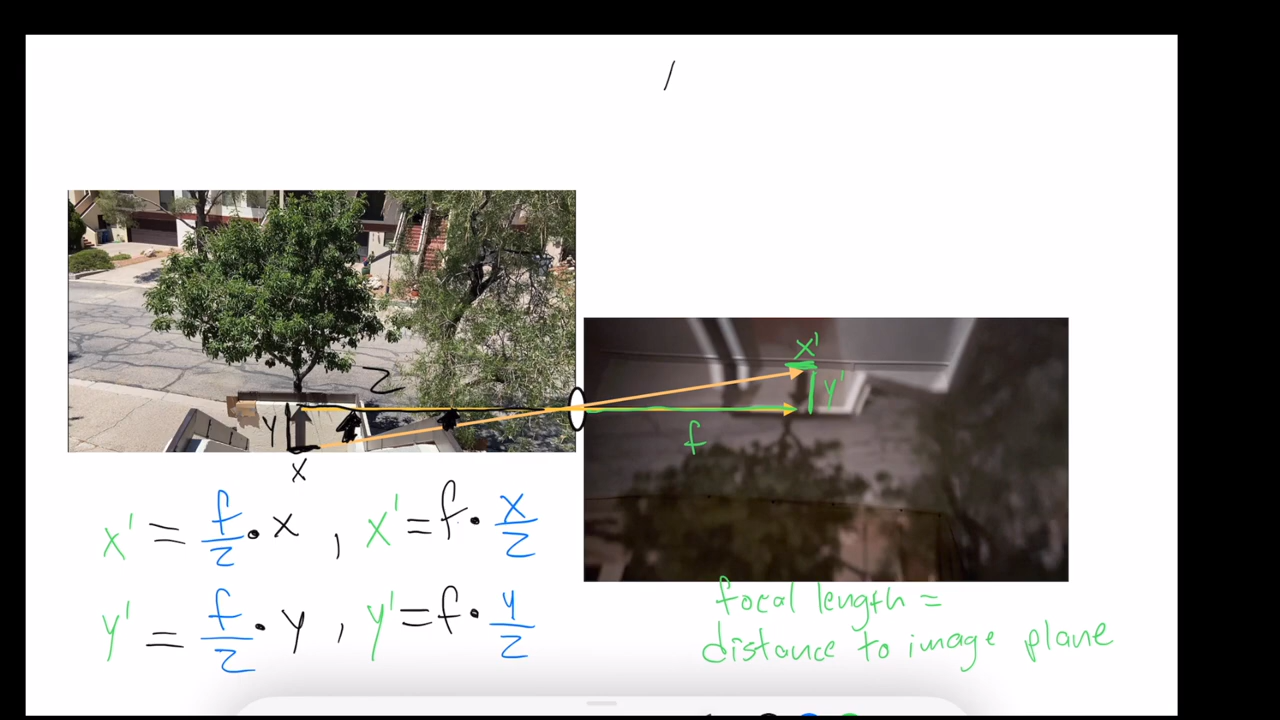 /
x'
z
y'
y
f
x
x' = f/z · x , x' = f · x/z
y' = f/z · y , y' = f · y/z
focal length =
distance to image plane